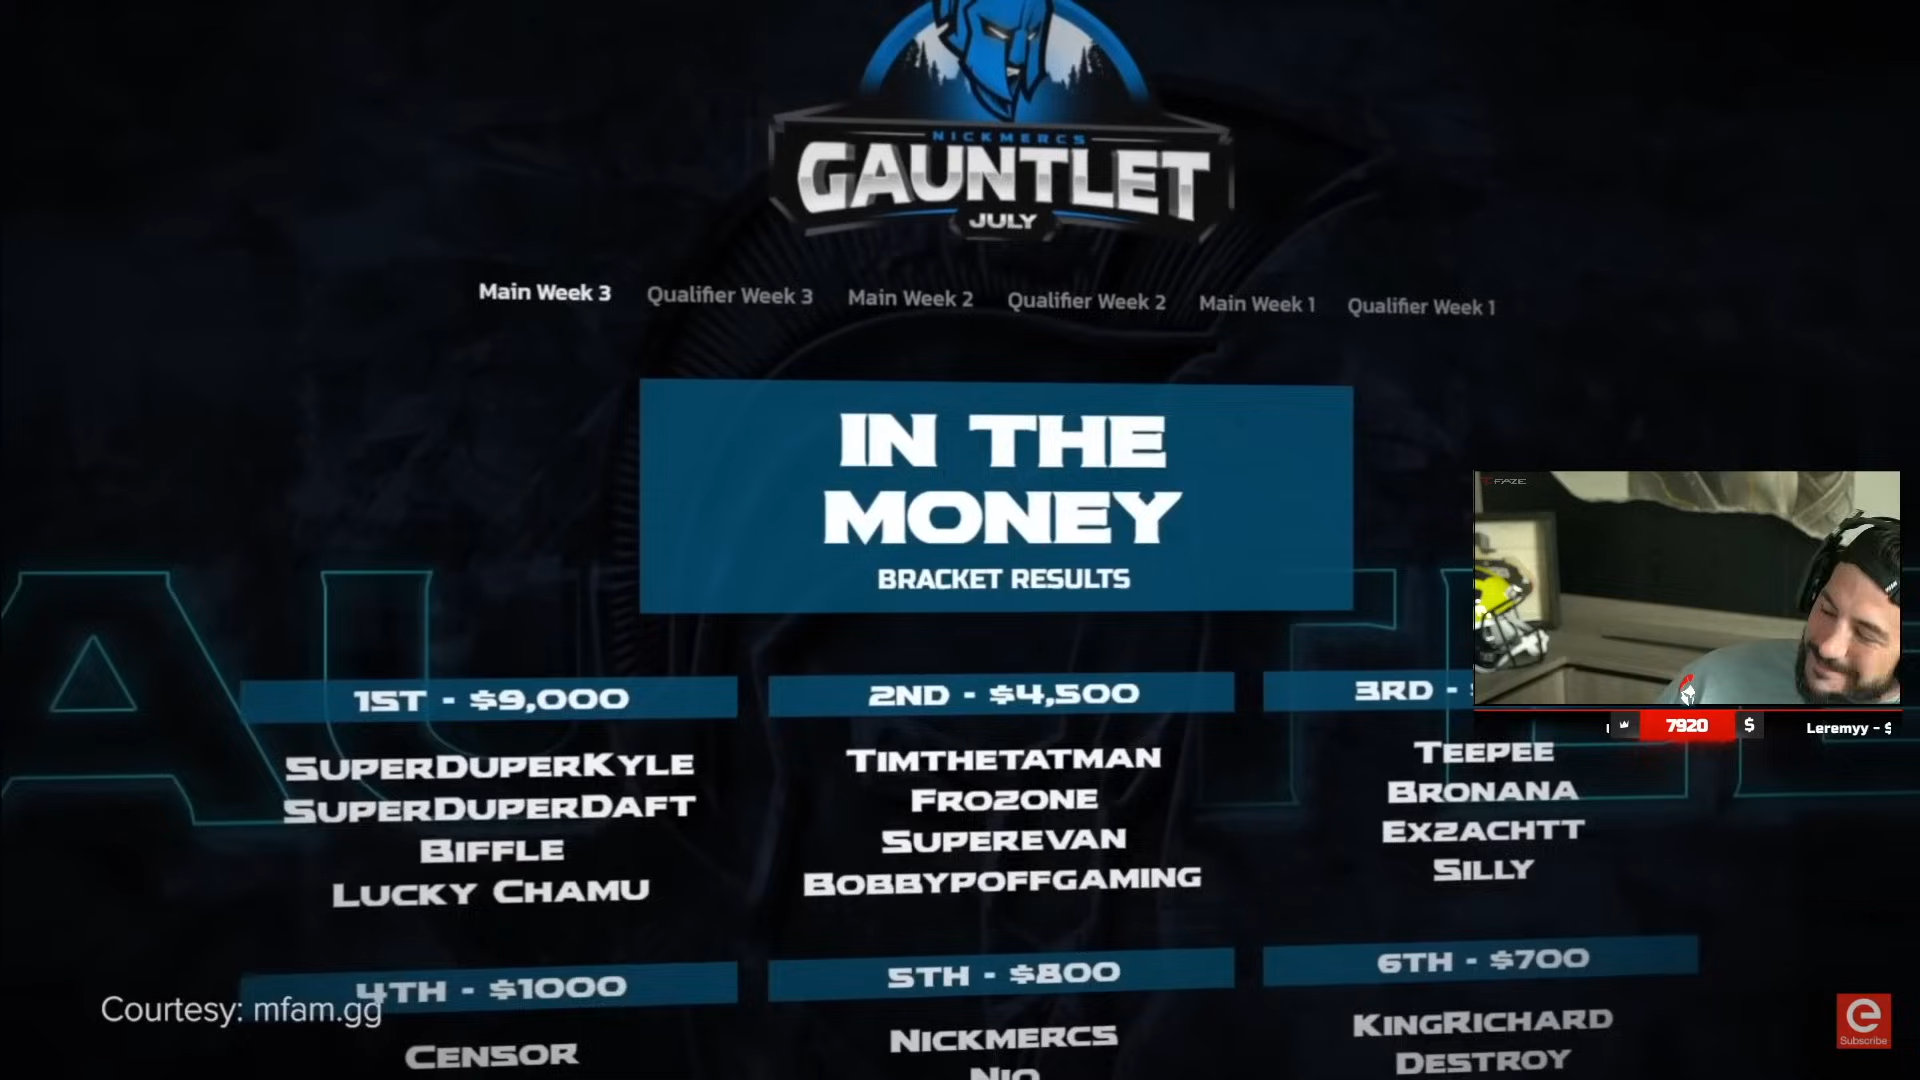 NICKMERCS
GAUNTLET
JULY
Main Week 3
Qualifier Week 3
Main Week 2
Qualifier Week 2
Main Week 1
Qualifier Week 1
IN THE
MONEY
BRACKET RESULTS
1ST - $9,000
SUPERDUPERKYLE
SUPERDUPERDAFT
BIFFLE
LUCKY CHAMU
2ND - $4,500
TIMTHETATMAN
FROZONE
SUPEREVAN
BOBBYPOFFGAMING
3RD -
TEEPEE
BRONANA
EXZACHTT
SILLY
4TH - $1000
CENSOR
5TH - $800
NICKMERCS
NIO
6TH - $700
KINGRICHARD
DESTROY
FAZE
7920 $
Leremyy - $
Courtesy: mfam.gg
e
Subscribe